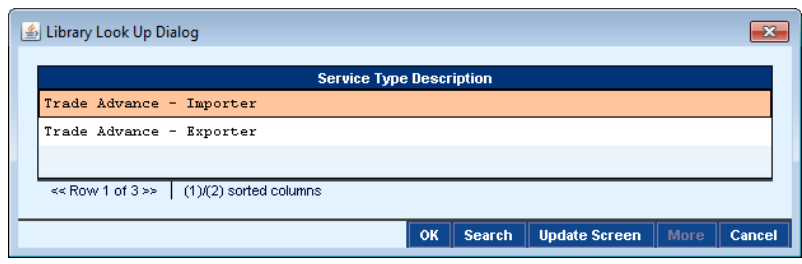 Library Look Up Dialog
Service Type Description
Trade Advance - Importer
Trade Advance - Exporter
<< Row 1 of 3 >> | (1)/(2) sorted columns
OK Search Update Screen More Cancel